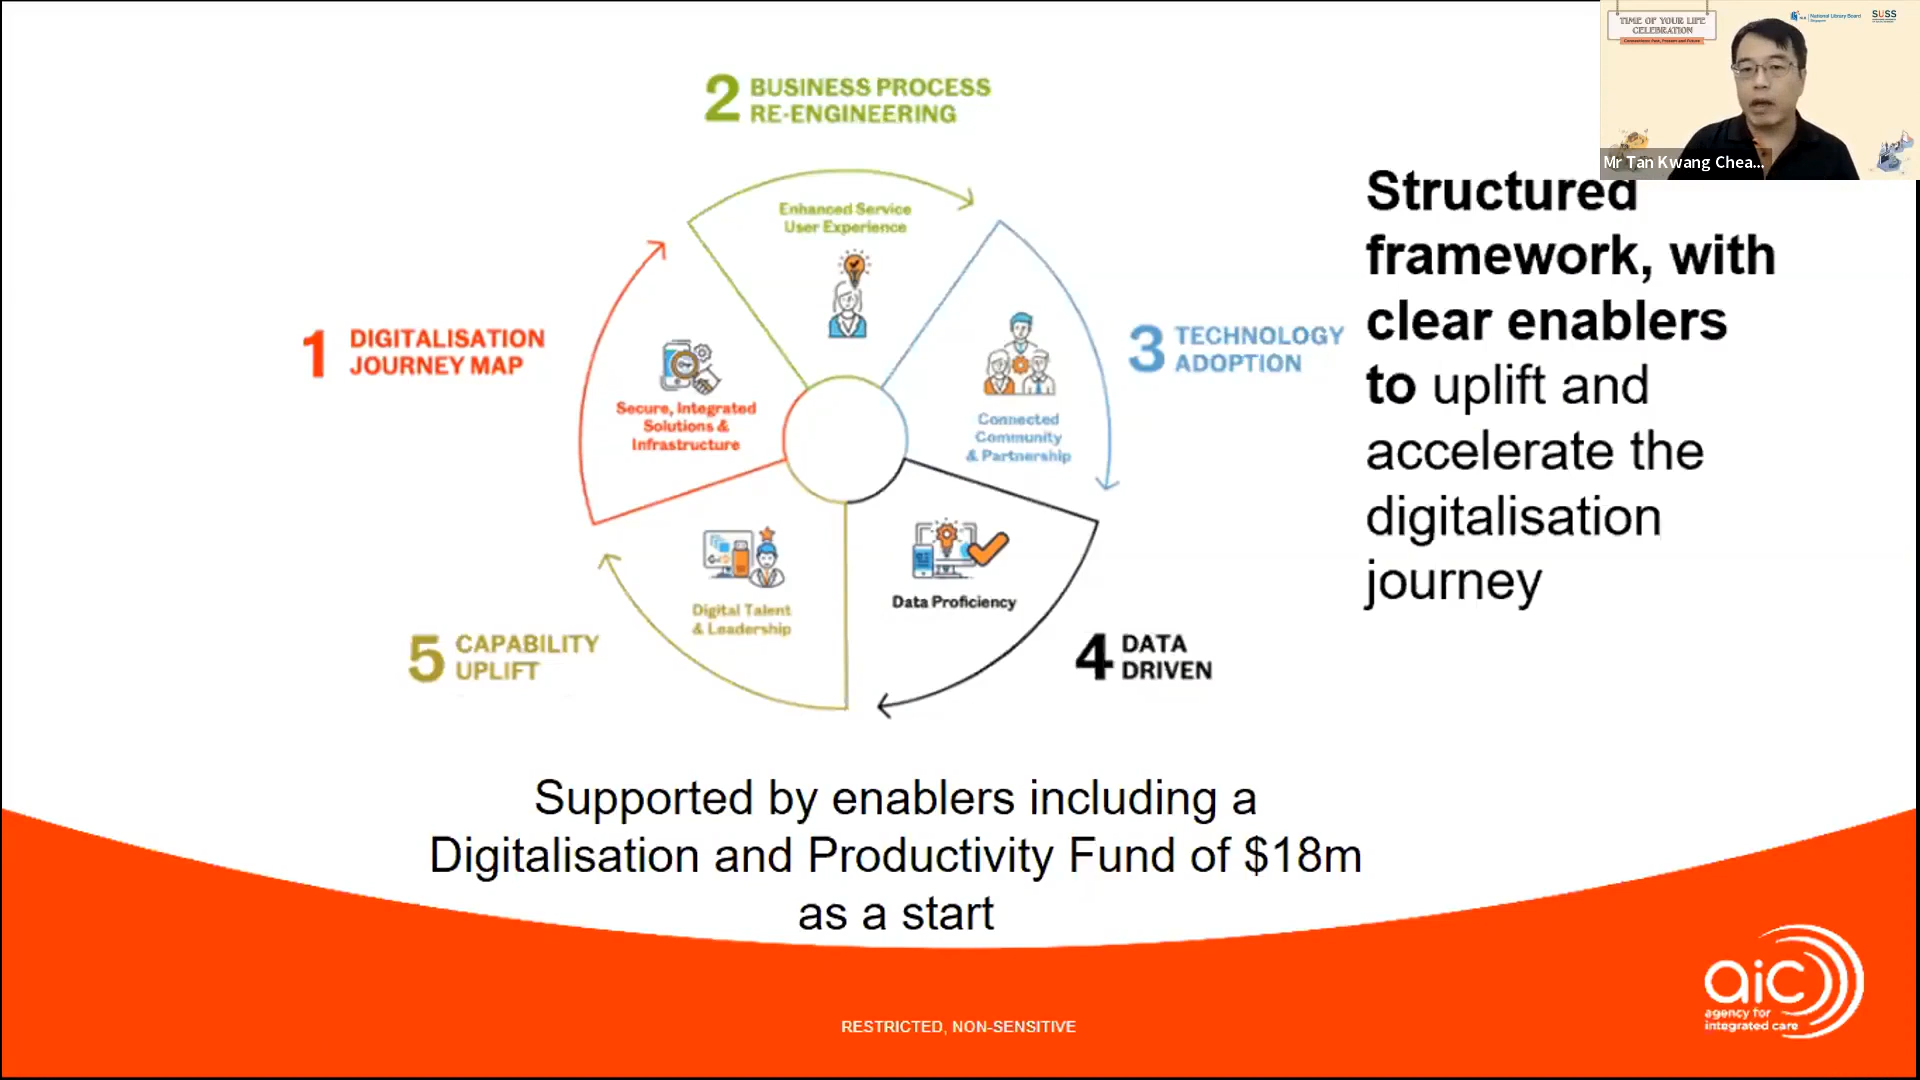 2 BUSINESS PROCESS
RE-ENGINEERING
Enhanced Service
User Experience
1 DIGITALISATION
JOURNEY MAP
Secure, Integrated
Solutions &
Infrastructure
3 TECHNOLOGY
ADOPTION
Connected
Community
& Partnership
Data Proficiency
4 DATA
DRIVEN
Digital Talent
& Leadership
5 CAPABILITY
UPLIFT
Structured
framework, with
clear enablers
to uplift and
accelerate the
digitalisation
journey
Supported by enablers including a
Digitalisation and Productivity Fund of $18m
as a start
RESTRICTED, NON-SENSITIVE
aic
agency for
integrated care
TIME OF YOUR LIFE
CELEBRATION
National Library Board
Singapore
SUSS
Mr Tan Kwang Chea...